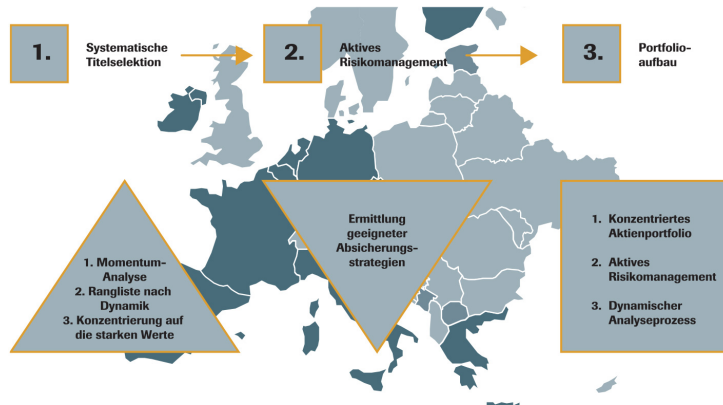 1.
Systematische
Titelselektion
2.
Aktives
Risikomanagement
3.
Portfolio-
aufbau
1. Momentum-
Analyse
2. Rangliste nach
Dynamik
3. Konzentrierung auf
die starken Werte
Ermittlung
geeigneter
Absicherungs-
strategien
1. Konzentriertes
Aktienportfolio
2. Aktives
Risikomanagement
3. Dynamischer
Analyseprozess